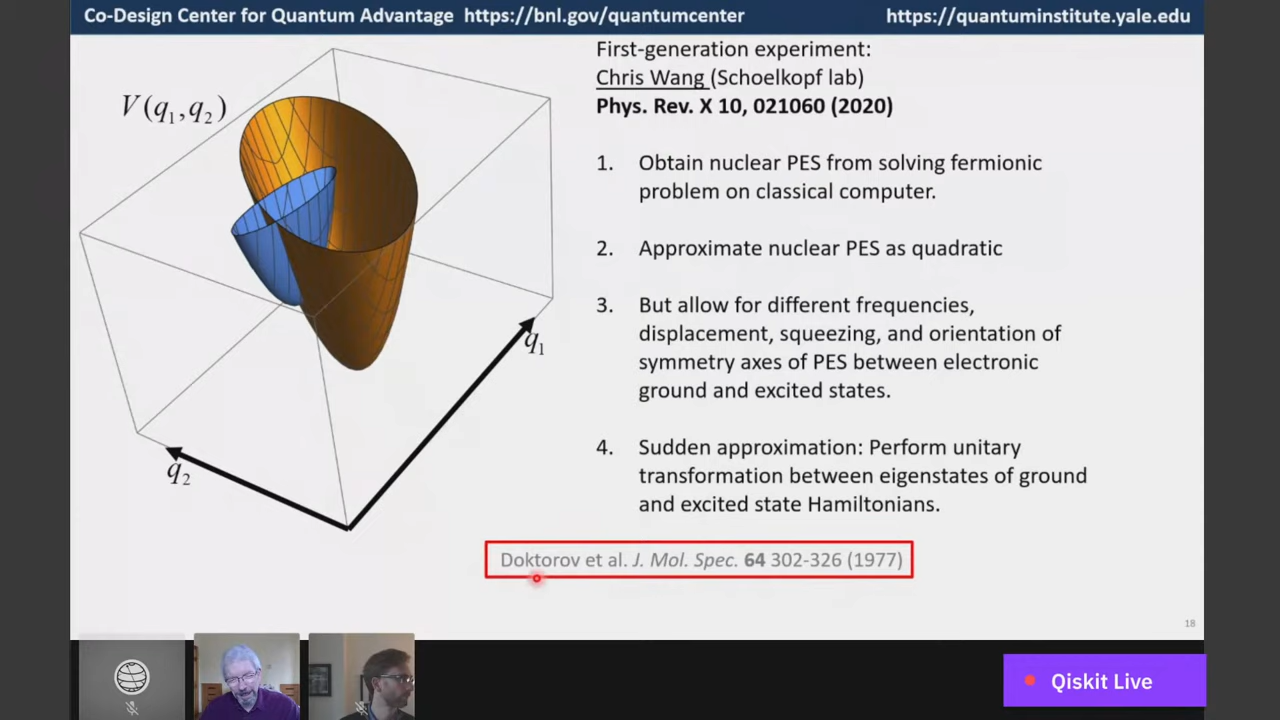 Co-Design Center for Quantum Advantage https://bnl.gov/quantumcenter https://quantuminstitute.yale.edu
V(q1,q2)
q1
q2
First-generation experiment:
Chris Wang (Schoelkopf lab)
Phys. Rev. X 10, 021060 (2020)
1. Obtain nuclear PES from solving fermionic
problem on classical computer.
2. Approximate nuclear PES as quadratic
3. But allow for different frequencies,
displacement, squeezing, and orientation of
symmetry axes of PES between electronic
ground and excited states.
4. Sudden approximation: Perform unitary
transformation between eigenstates of ground
and excited state Hamiltonians.
Doktorov et al. J. Mol. Spec. 64 302-326 (1977)
18
Qiskit Live